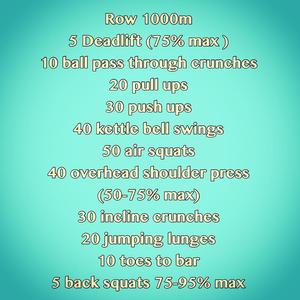 Row 1000m
5 Deadlift (75% max )
10 ball pass through crunches
20 pull ups
30 push ups
40 kettle bell swings
50 air squats
40 overhead shoulder press
(50-75% max)
30 incline crunches
20 jumping lunges
10 toes to bar
5 back squats 75-95% max